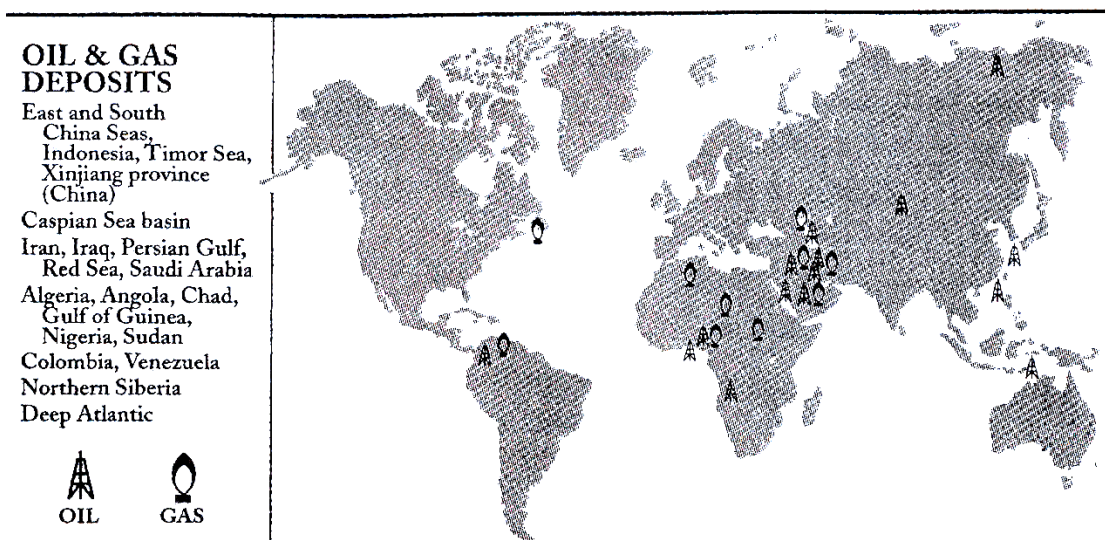 OIL & GAS
DEPOSITS
East and South
China Seas,
Indonesia, Timor Sea,
Xinjiang province
(China)
Caspian Sea basin
Iran, Iraq, Persian Gulf,
Red Sea, Saudi Arabia
Algeria, Angola, Chad,
Gulf of Guinea,
Nigeria, Sudan
Colombia, Venezuela
Northern Siberia
Deep Atlantic
OIL
GAS